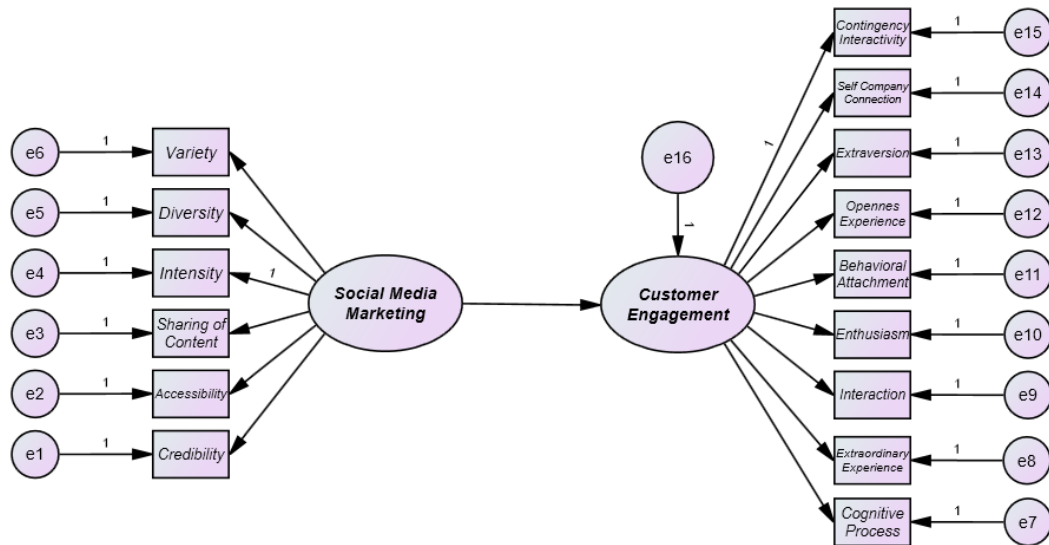 Contingency
Interactivity
1
e15
Self Company
Connection
1
e14
e6
1
Variety
e16
1
Extraversion
1
e13
e5
1
Diversity
1
Opennes
Experience
1
e12
e4
1
Intensity
1
Social Media
Marketing
Customer
Engagement
Behavioral
Attachment
1
e11
e3
1
Sharing of
Content
Enthusiasm
1
e10
e2
1
Accessibility
Interaction
1
e9
e1
1
Credibility
Extraordinary
Experience
1
e8
Cognitive
Process
1
e7